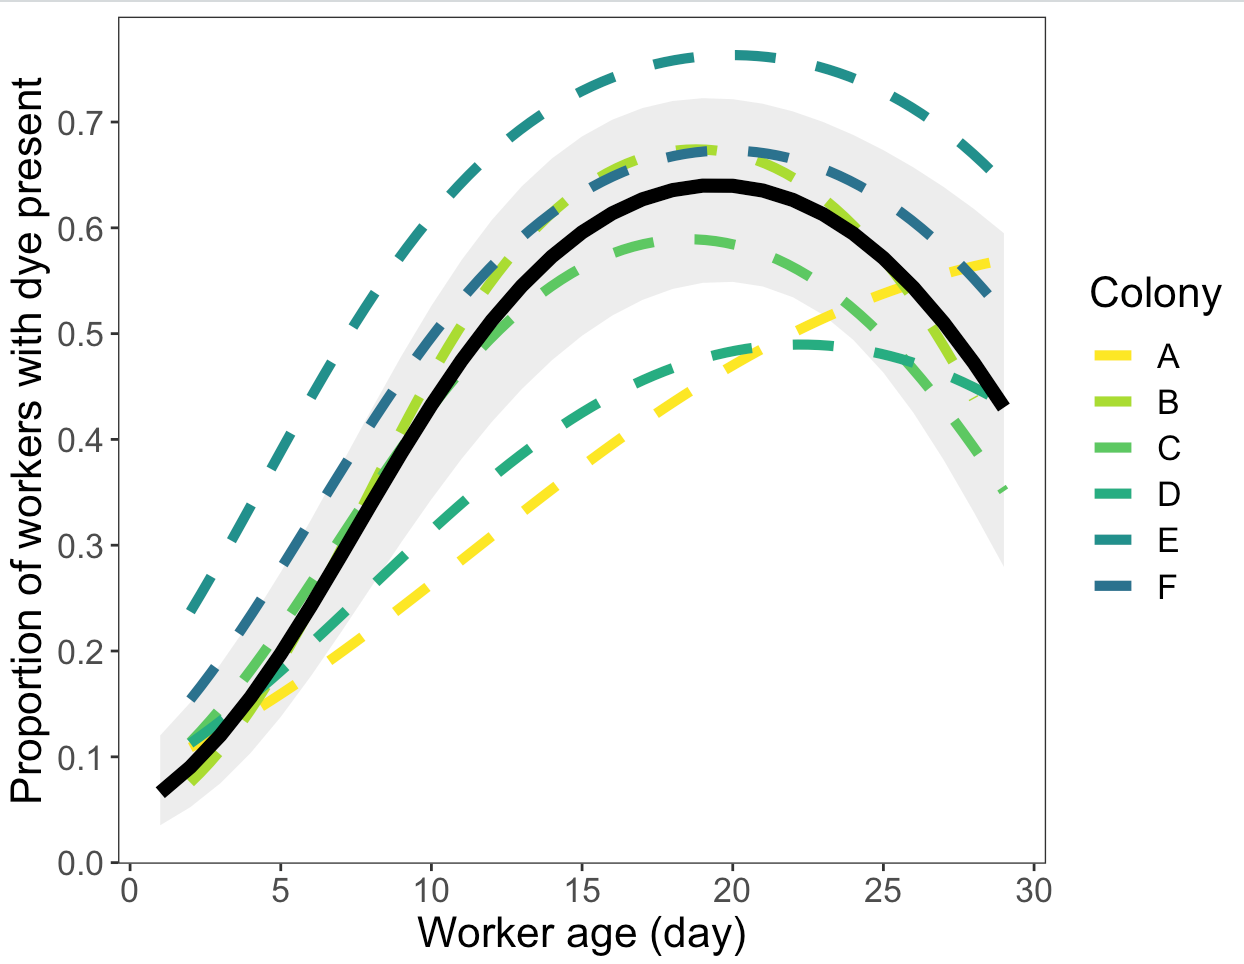 Proportion of workers with dye present
0.7
0.6
0.5
0.4
0.3
0.2
0.1
0.0
0 5 10 15 20 25 30
Worker age (day)
Colony
A
B
C
D
E
F